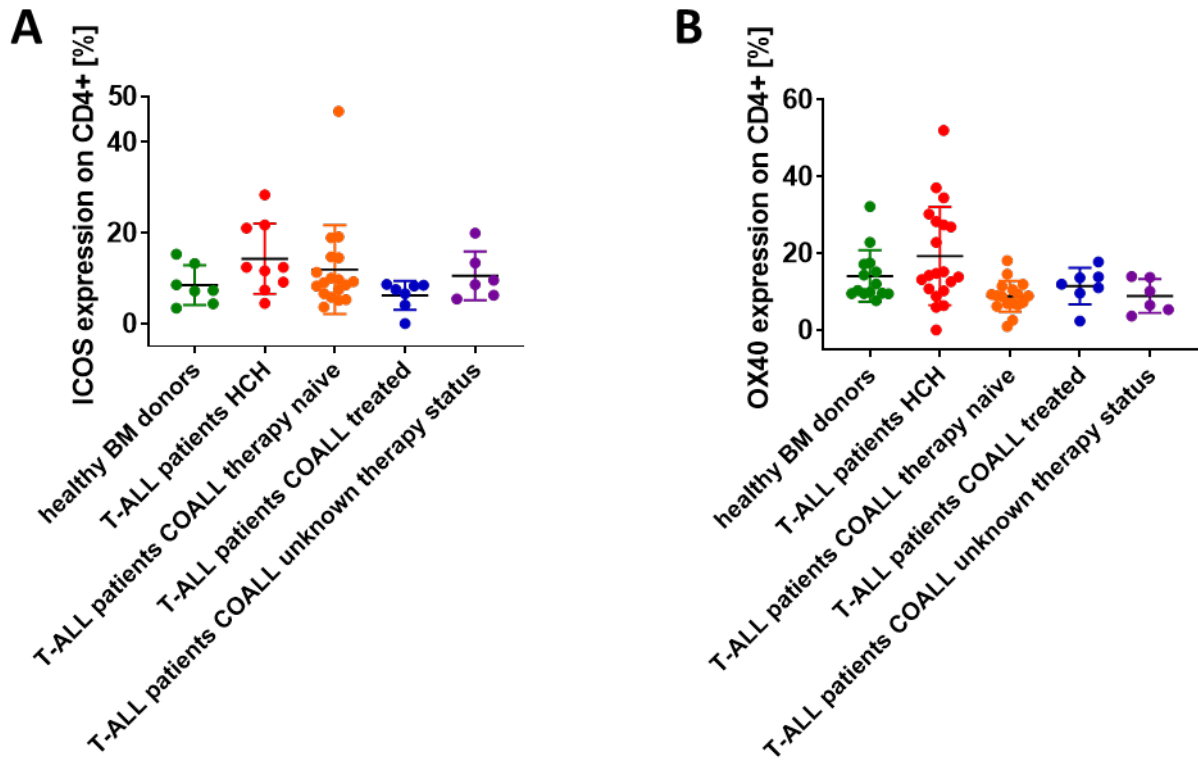 A
ICOS expression on CD4+ [%]
50
40
20
0
healthy BM donors
T-ALL patients HCH
T-ALL patients COALL therapy naive
T-ALL patients COALL treated
T-ALL patients COALL unknown therapy status
B
OX40 expression on CD4+ [%]
60
40
20
0
healthy BM donors
T-ALL patients HCH
T-ALL patients COALL therapy naive
T-ALL patients COALL treated
T-ALL patients COALL unknown therapy status